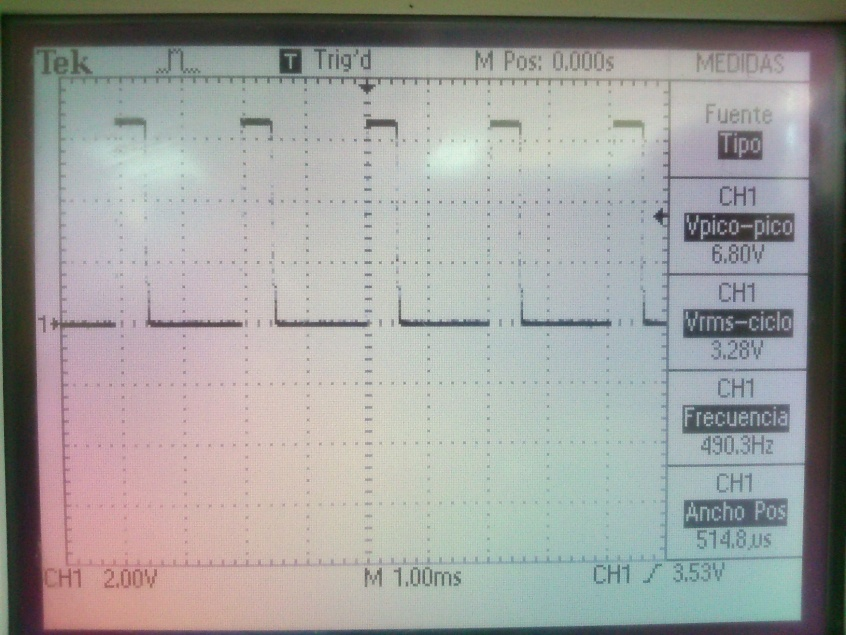 Tek T Trig'd M Pos: 0.000s MEDIDAS
Fuente
Tipo
CH1
Vpico-pico
6.80V
CH1
Vrms-ciclo
3.28V
CH1
Frecuencia
490.3Hz
CH1
Ancho Pos
514.8µs
1
CH1 2.00V M 1.00ms CH1 3.53V